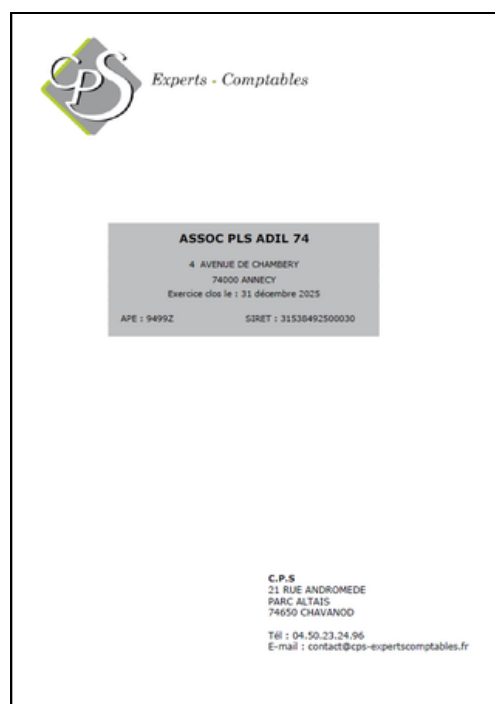 CPS
Experts - Comptables
ASSOC PLS ADIL 74
4 AVENUE DE CHAMBERY
74000 ANNECY
Exercice clos le : 31 décembre 2025
APE : 9499Z SIRET : 31538492500030
C.P.S
21 RUE ANDROMEDE
PARC ALTAIS
74650 CHAVANOD
Tél : 04.50.23.24.96
E-mail : contact@cps-expertscomptables.fr